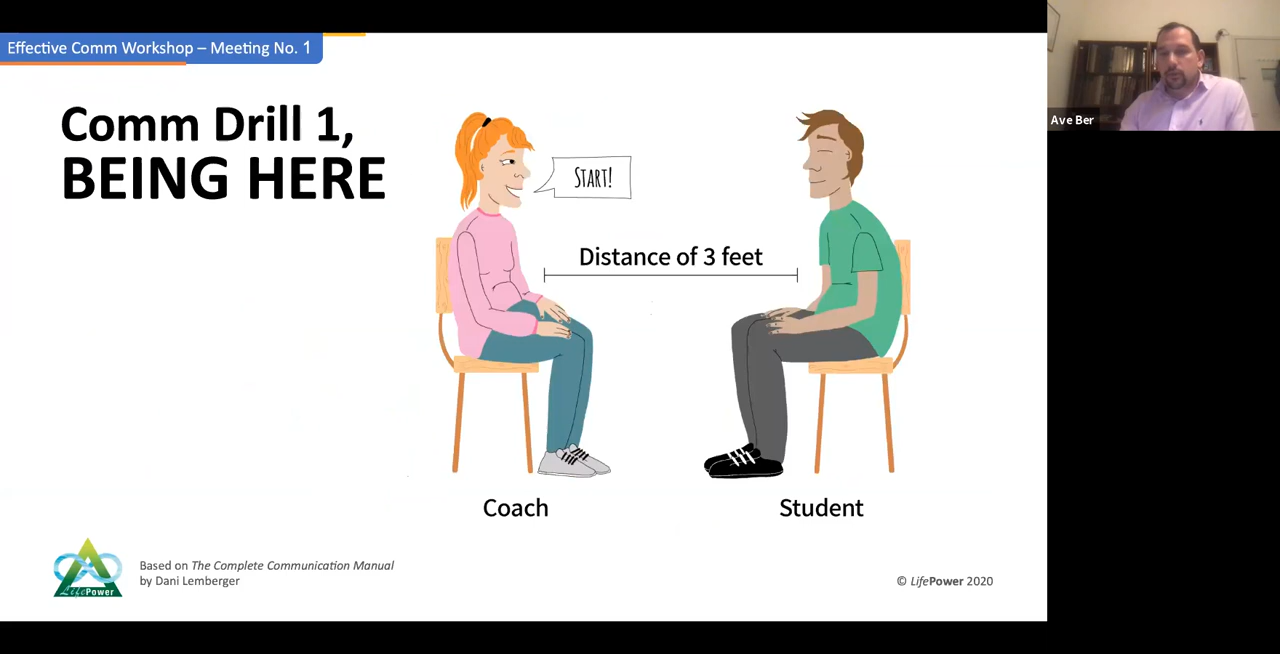 Effective Comm Workshop – Meeting No. 1
Comm Drill 1,
BEING HERE
START!
Distance of 3 feet
Coach
Student
LifePower
Based on The Complete Communication Manual
by Dani Lemberger
© LifePower 2020
Ave Ber